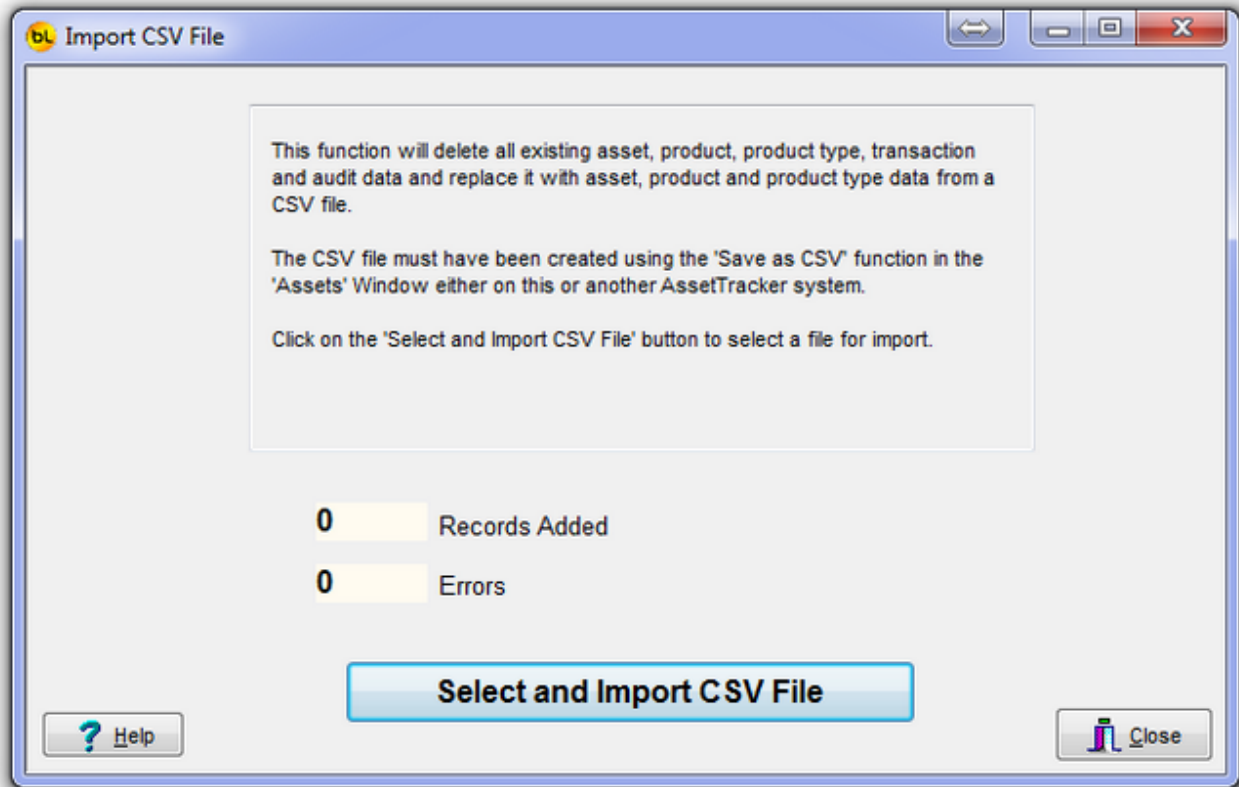 bL Import CSV File
This function will delete all existing asset, product, product type, transaction
and audit data and replace it with asset, product and product type data from a
CSV file.
The CSV file must have been created using the 'Save as CSV' function in the
'Assets' Window either on this or another AssetTracker system.
Click on the 'Select and Import CSV File' button to select a file for import.
0 Records Added
0 Errors
Select and Import CSV File
? Help
Close